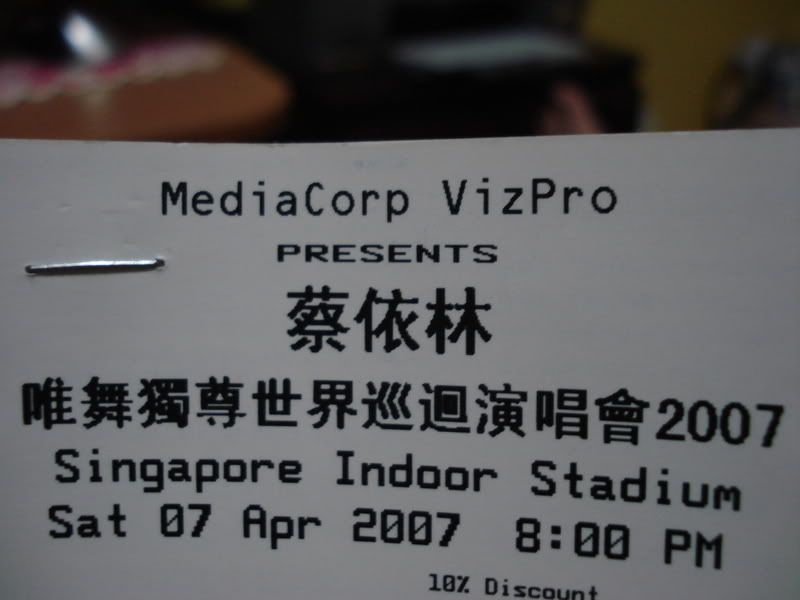 MediaCorp VizPro
PRESENTS
蔡依林
唯舞獨尊世界巡迴演唱會2007
Singapore Indoor Stadium
Sat 07 Apr 2007 8:00 PM
10% Discount